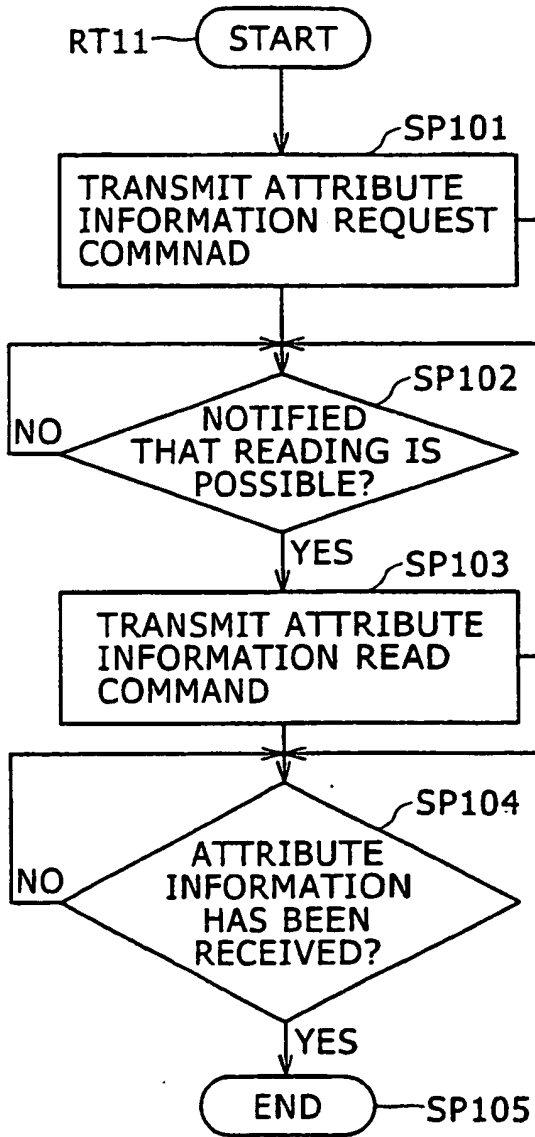 RT11
START
SP101
TRANSMIT ATTRIBUTE
INFORMATION REQUEST
COMMNAD
SP102
NOTIFIED
THAT READING IS
POSSIBLE?
NO
YES
SP103
TRANSMIT ATTRIBUTE
INFORMATION READ
COMMAND
SP104
ATTRIBUTE
INFORMATION
HAS BEEN
RECEIVED?
NO
YES
END
SP105